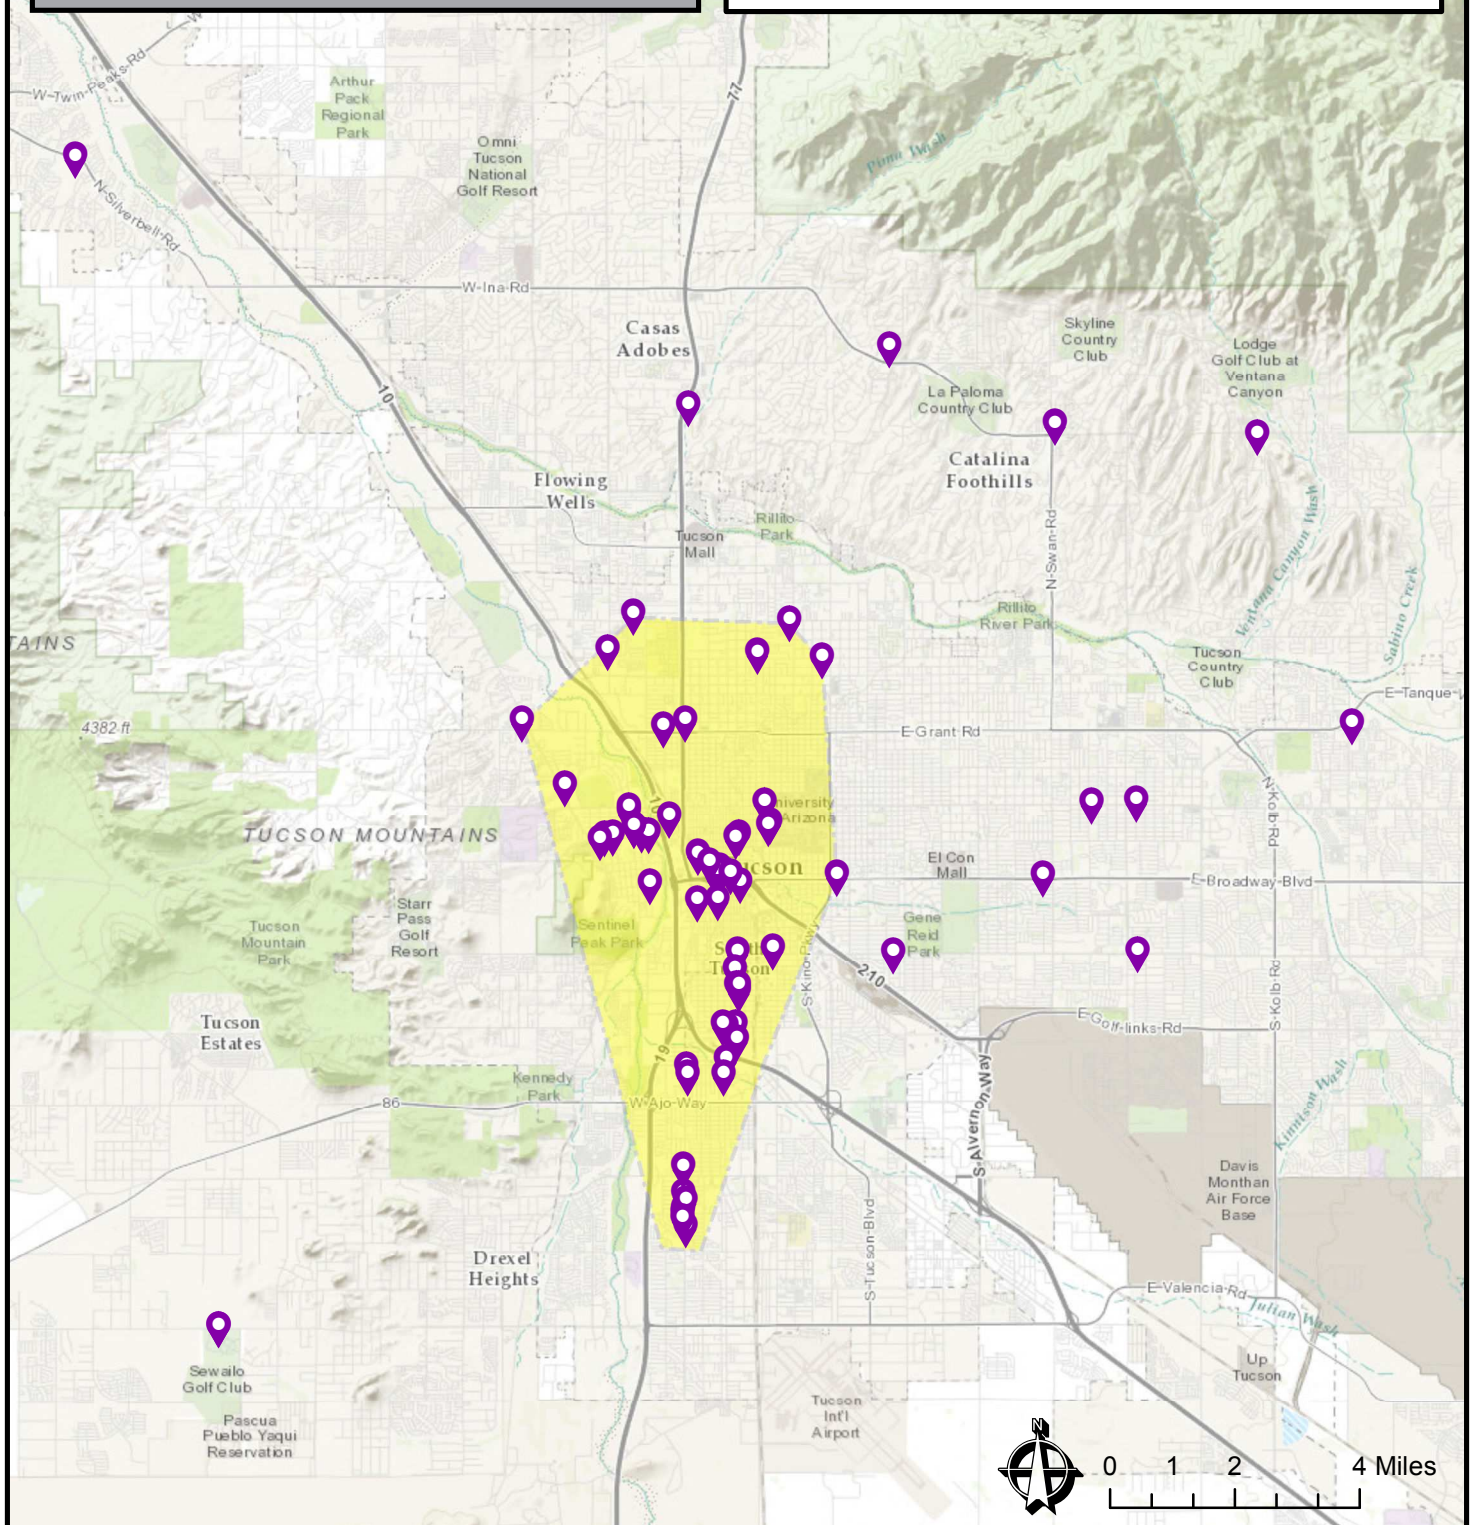 W-Twin-Peaks-Rd
Arthur
Pack
Regional
Park
77
Omni
Tucson
National
Golf Resort
Pima Wash
N-Silverbell-Rd
W-Ina-Rd
Casas
Adobes
Skyline
Country
Club
Lodge
Golf Club at
Ventana
Canyon
10
La Paloma
Country Club
Catalina
Foothills
Flowing
Wells
Tucson
Mall
Rillito
Park
N-Swan-Rd
Ventana Canyon Wash
Sabino Creek
Rillito
River Park
TAINS
Tucson
Country
Club
E-Tanque-V
4382 ft
E-Grant Rd
N-Kolb-Rd
TUCSON MOUNTAINS
10
niversity
Arizona
ucson
El Con
Mall
E-Broadway-Blvd
Starr
Pass
Golf
Resort
Tucson
Mountain
Park
Sentinel
Peak Park
Gene
Reid
Park
S th
T on
S-Kino-Pkwy
210
S-Kolb-Rd
Tucson
Estates
E-Golf-links-Rd
19
Kennedy
Park
86
W-Ajo-Way
S-Alvernon-Way
Kinnison Wash
Davis
Monthan
Air Force
Base
Drexel
Heights
S-Tucson-Blvd
E-Valencia-Rd
Julian Wash
Sewailo
Golf Club
Up
Tucson
Pascua
Pueblo Yaqui
Reservation
Tucson
Int'l
Airport
N
0 1 2 4 Miles